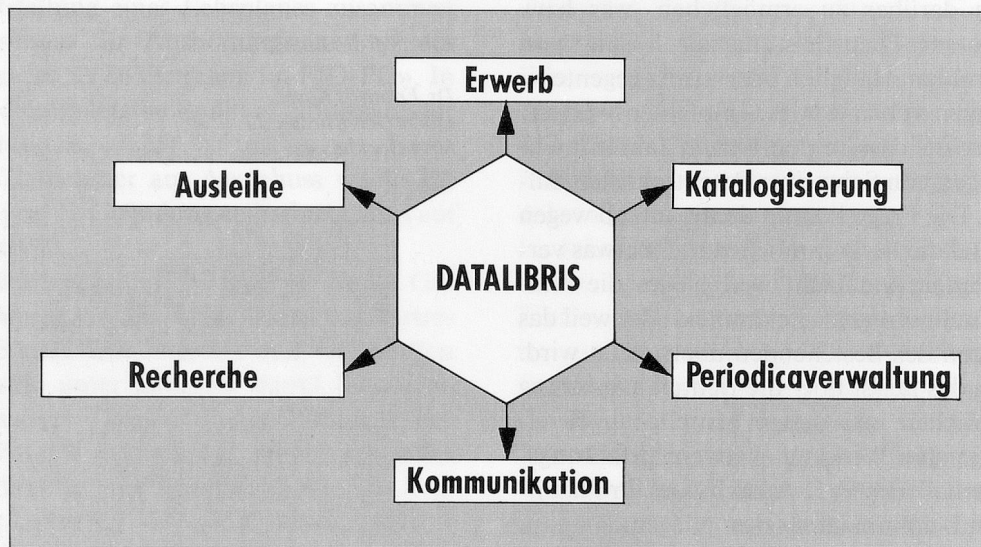 Erwerb
Ausleihe
Katalogisierung
DATALIBRIS
Recherche
Periodicaverwaltung
Kommunikation